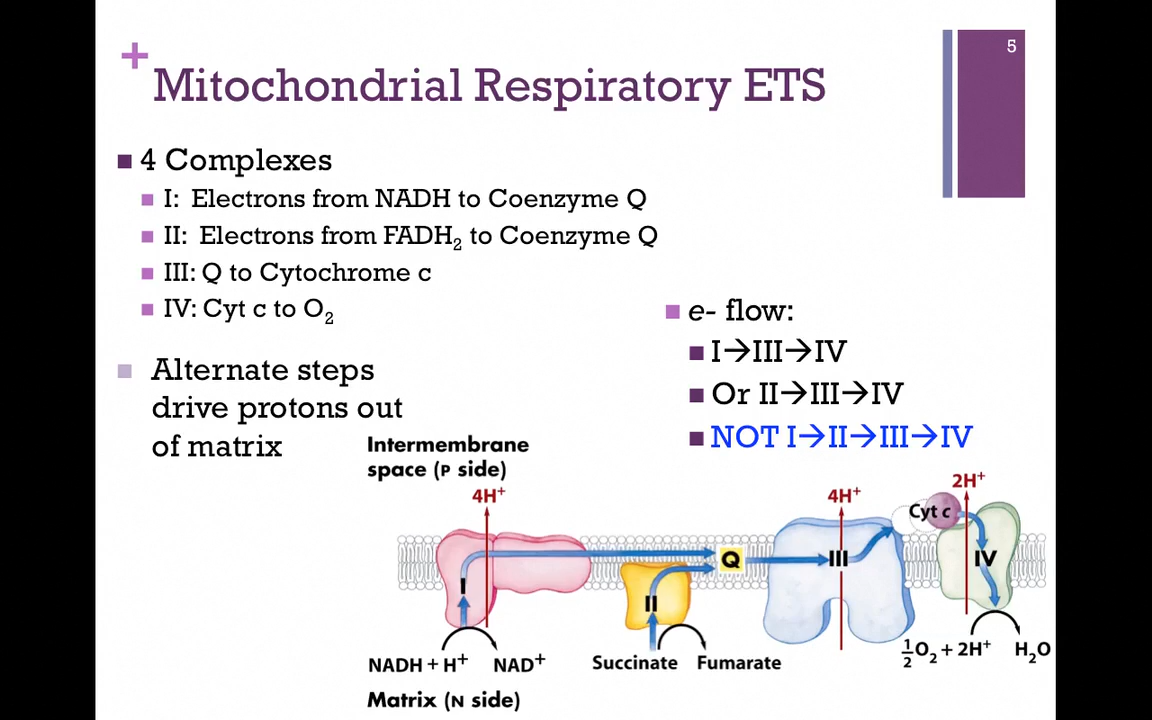 5
+
Mitochondrial Respiratory ETS
■ 4 Complexes
■ I: Electrons from NADH to Coenzyme Q
■ II: Electrons from FADH₂ to Coenzyme Q
■ III: Q to Cytochrome c
■ IV: Cyt c to O₂
■ Alternate steps
drive protons out
of matrix
■ e- flow:
■ I→III→IV
■ Or II→III→IV
■ NOT I→II→III→IV
Intermembrane
space (P side)
4H⁺
4H⁺
2H⁺
Cyt c
I
II
Q
III
IV
NADH + H⁺
NAD⁺
Succinate
Fumarate
½O₂ + 2H⁺
H₂O
Matrix (N side)